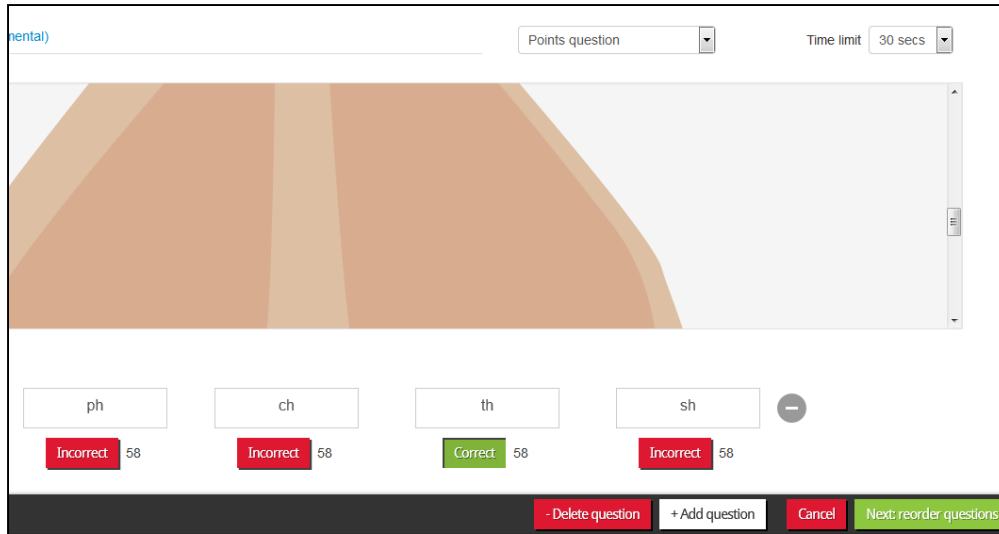 mental)
Points question
Time limit 30 secs
ph ch th sh
Incorrect 58 Incorrect 58 Correct 58 Incorrect 58
- Delete question + Add question Cancel Next: reorder questions